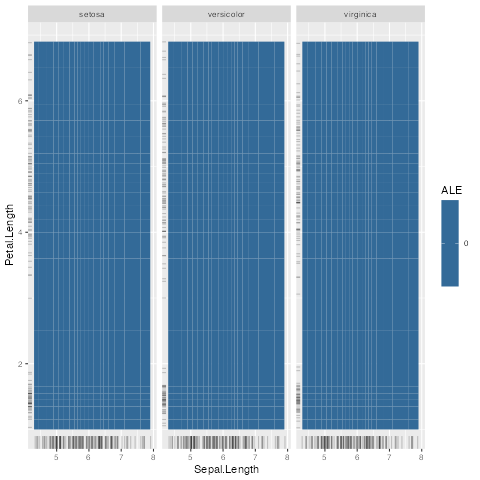 setosa versicolor virginica
ALE
0
6
4
2
Petal.Length
5 6 7 8 5 6 7 8 5 6 7 8
Sepal.Length